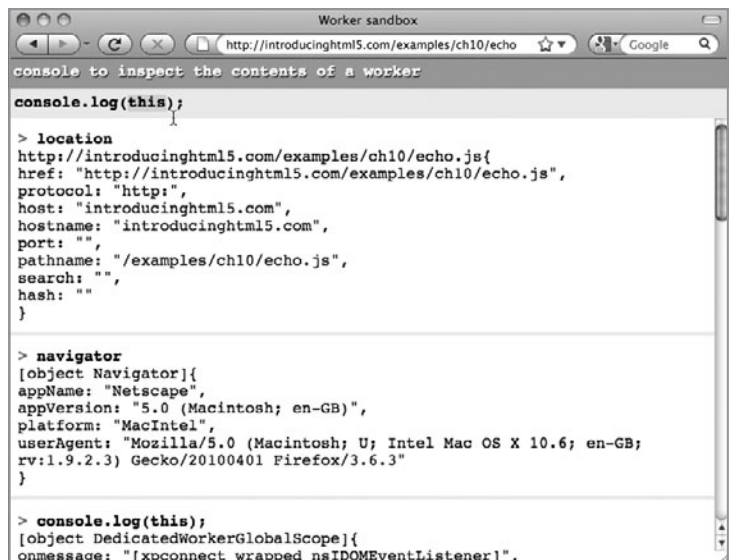 Worker sandbox
http://introducinghtml5.com/examples/ch10/echo
Google
console to inspect the contents of a worker
console.log(this);
> location
http://introducinghtml5.com/examples/ch10/echo.js{
href: "http://introducinghtml5.com/examples/ch10/echo.js",
protocol: "http:",
host: "introducinghtml5.com",
hostname: "introducinghtml5.com",
port: "",
pathname: "/examples/ch10/echo.js",
search: "",
hash: ""
}
> navigator
[object Navigator]{
appName: "Netscape",
appVersion: "5.0 (Macintosh; en-GB)",
platform: "MacIntel",
userAgent: "Mozilla/5.0 (Macintosh; U; Intel Mac OS X 10.6; en-GB;
rv:1.9.2.3) Gecko/20100401 Firefox/3.6.3"
}
> console.log(this);
[object DedicatedWorkerGlobalScope]{
onmessage: "[xpconnect wrapped nsIDOMEventListener]",